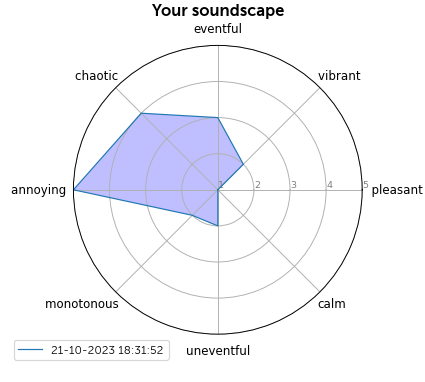 Your soundscape
eventful
chaotic
vibrant
annoying
1
2
3
4
5
pleasant
monotonous
calm
uneventful
21-10-2023 18:31:52